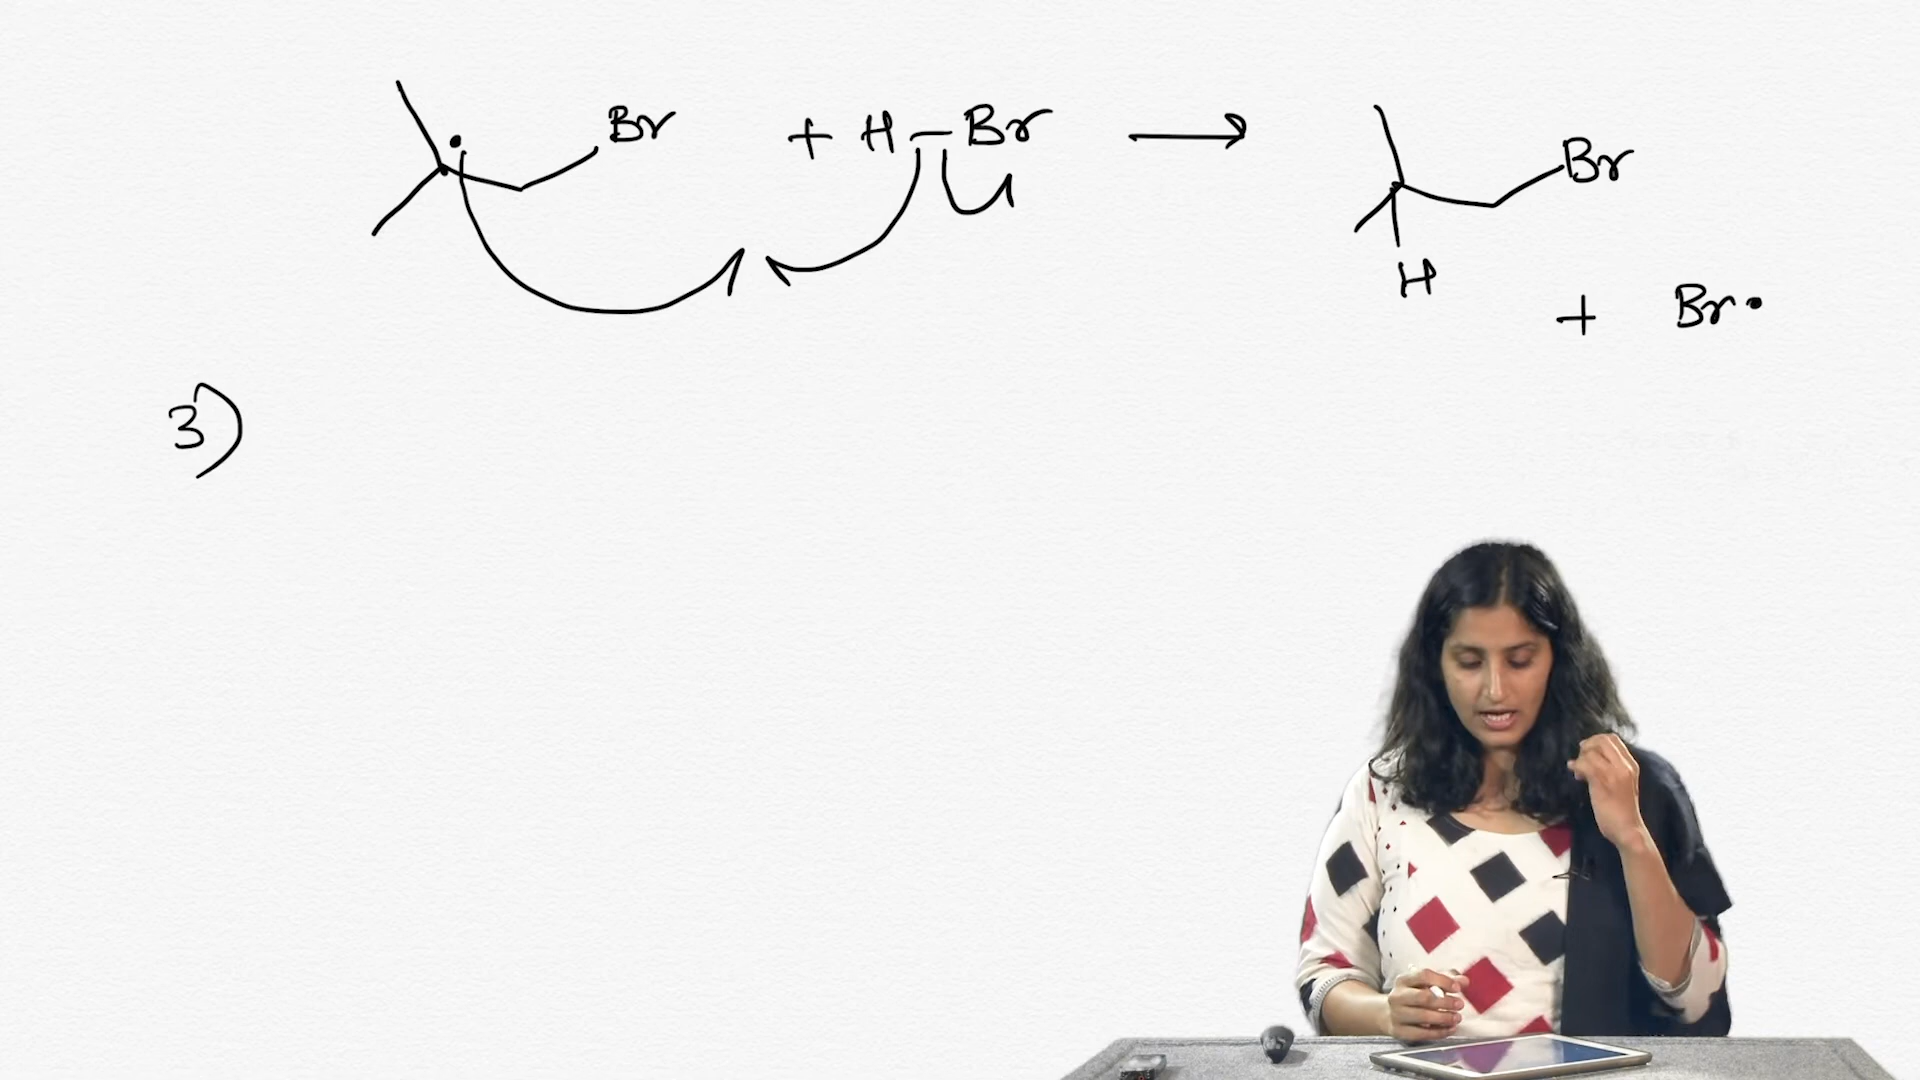 Br + H–Br → Br
H
+ Br•
3)